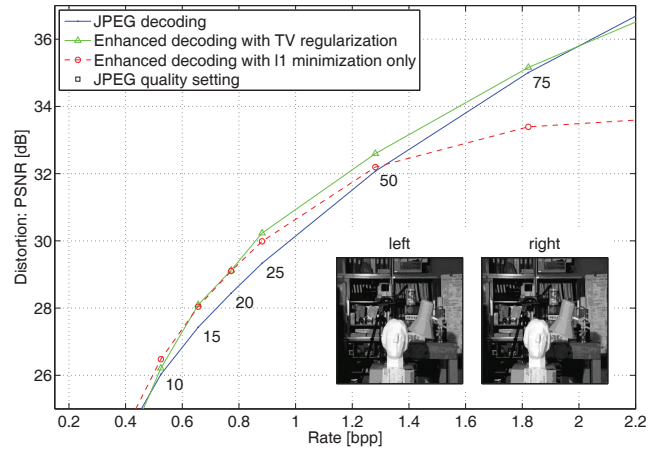 JPEG decoding
Enhanced decoding with TV regularization
Enhanced decoding with l1 minimization only
JPEG quality setting
36
34
32
30
28
26
Distortion: PSNR [dB]
75
50
25
20
15
10
left
right
0.2 0.4 0.6 0.8 1 1.2 1.4 1.6 1.8 2 2.2
Rate [bpp]